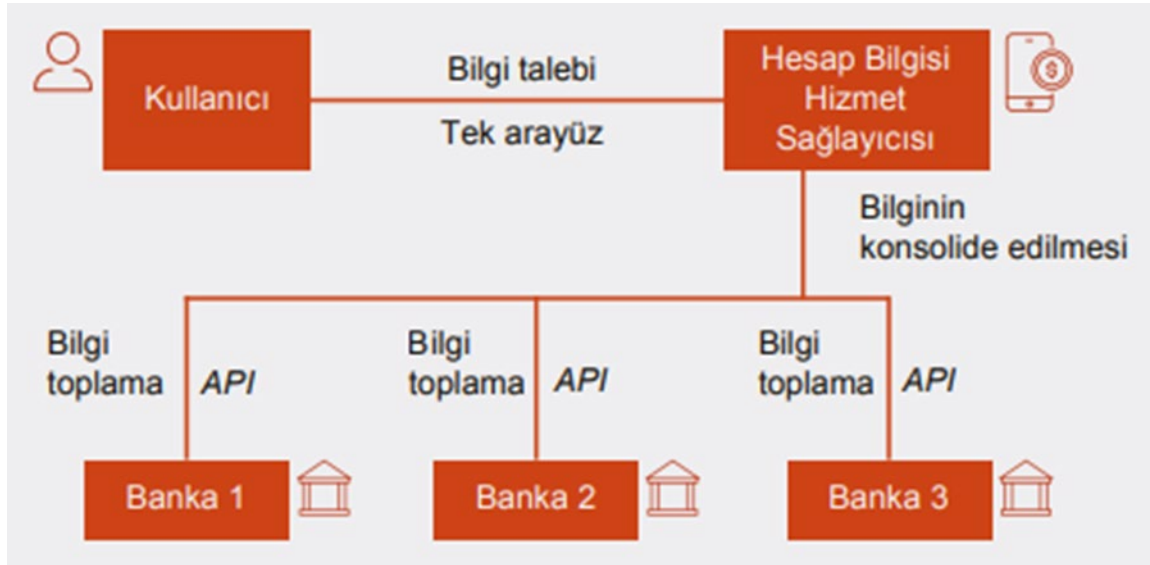 Kullanıcı
Bilgi talebi
Tek arayüz
Hesap Bilgisi
Hizmet
Sağlayıcısı
Bilginin
konsolide edilmesi
Bilgi
toplama
API
Bilgi
toplama
API
Bilgi
toplama
API
Banka 1
Banka 2
Banka 3